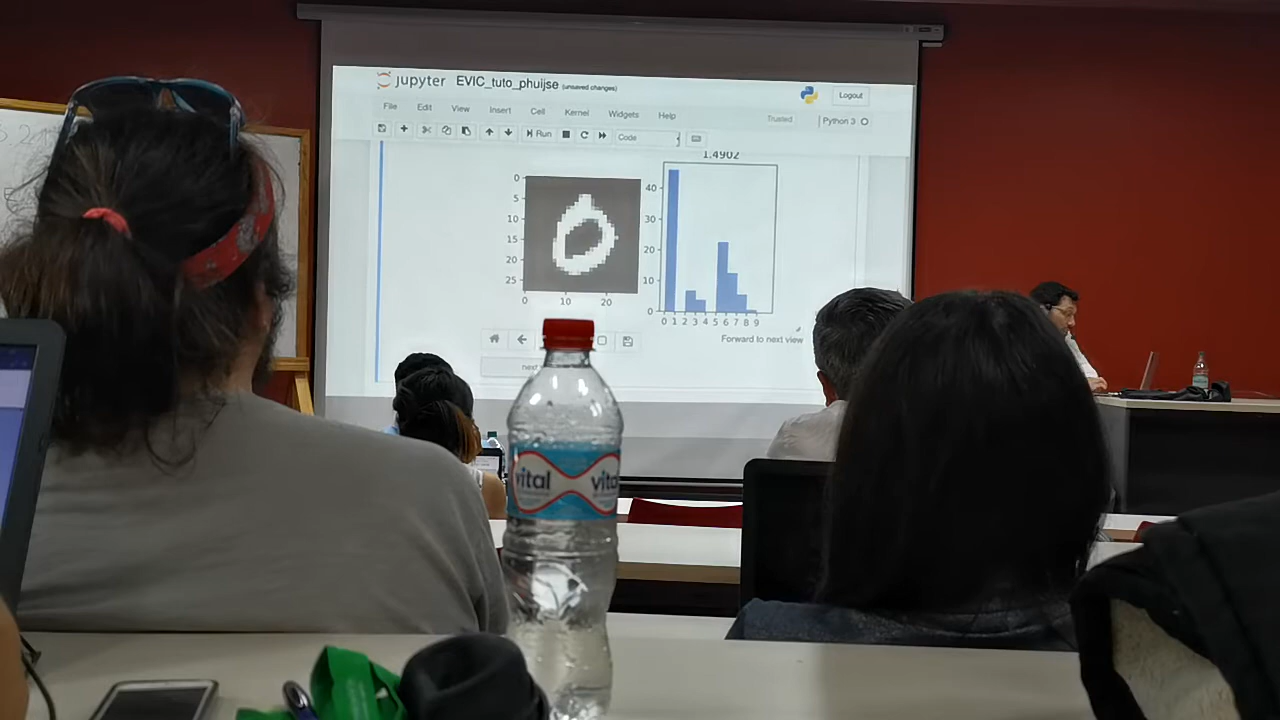 jupyter EVIC_tuto_phuijse (unsaved changes)
Logout
File Edit View Insert Cell Kernel Widgets Help
Trusted Python 3
Run Code
1.4902
0
5
10
15
20
25
0 10 20
40
30
20
10
0
0 1 2 3 4 5 6 7 8 9
Forward to next view
vital vita